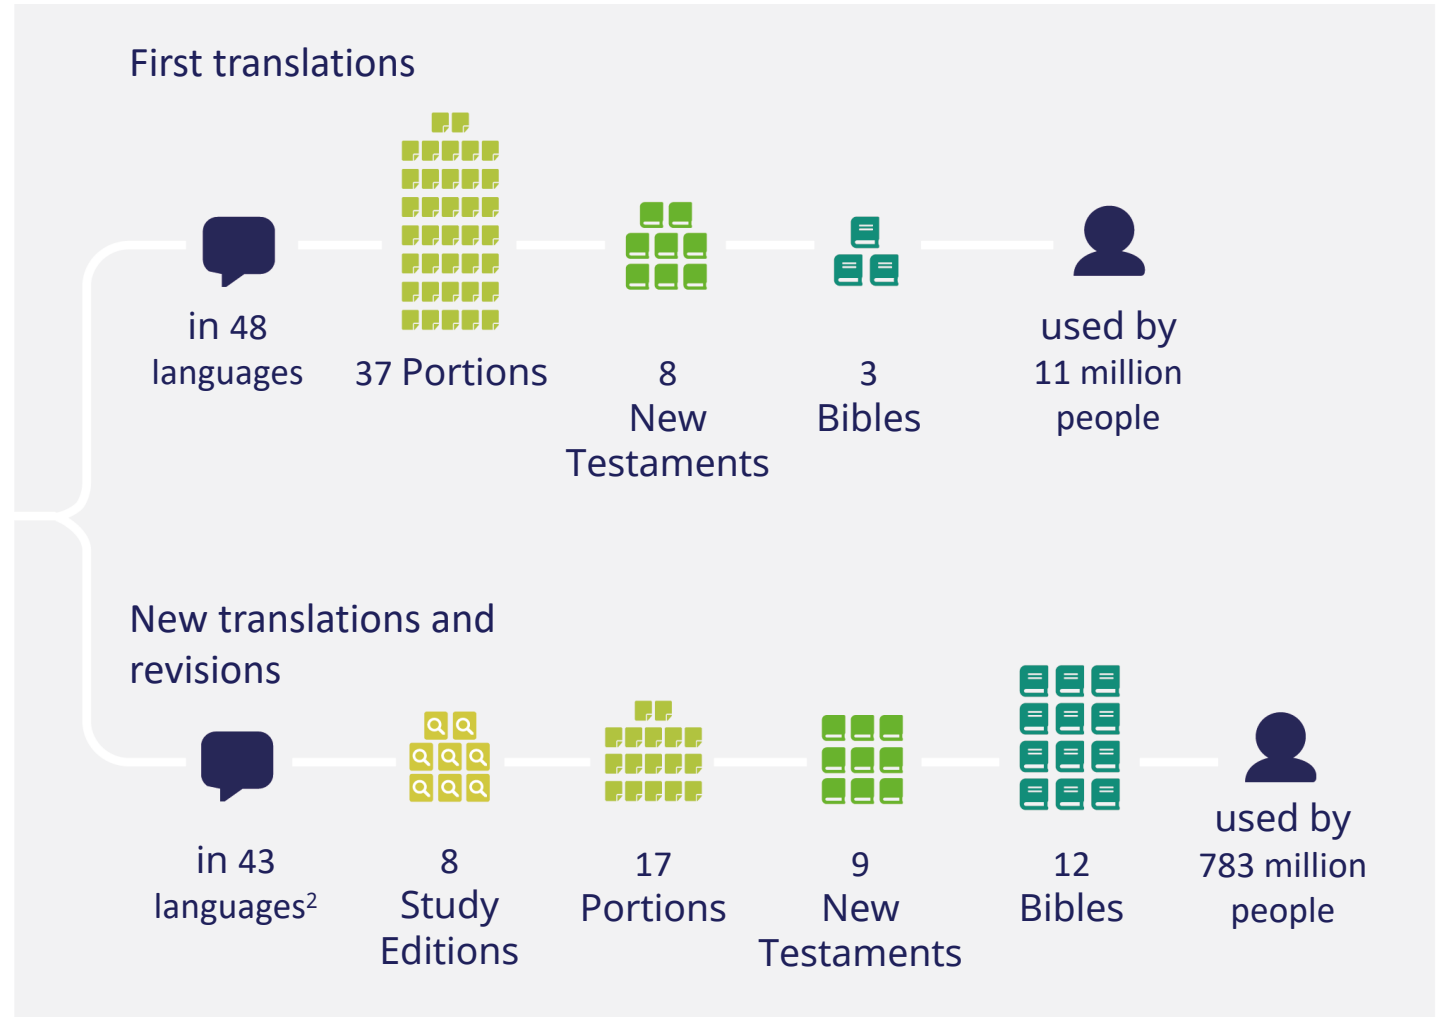 First translations
in 48
languages
37 Portions
8
New
Testaments
3
Bibles
used by
11 million
people
New translations and
revisions
in 43
languages²
8
Study
Editions
17
Portions
9
New
Testaments
12
Bibles
used by
783 million
people